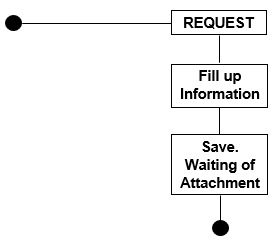 REQUEST
Fill up
Information
Save.
Waiting of
Attachment